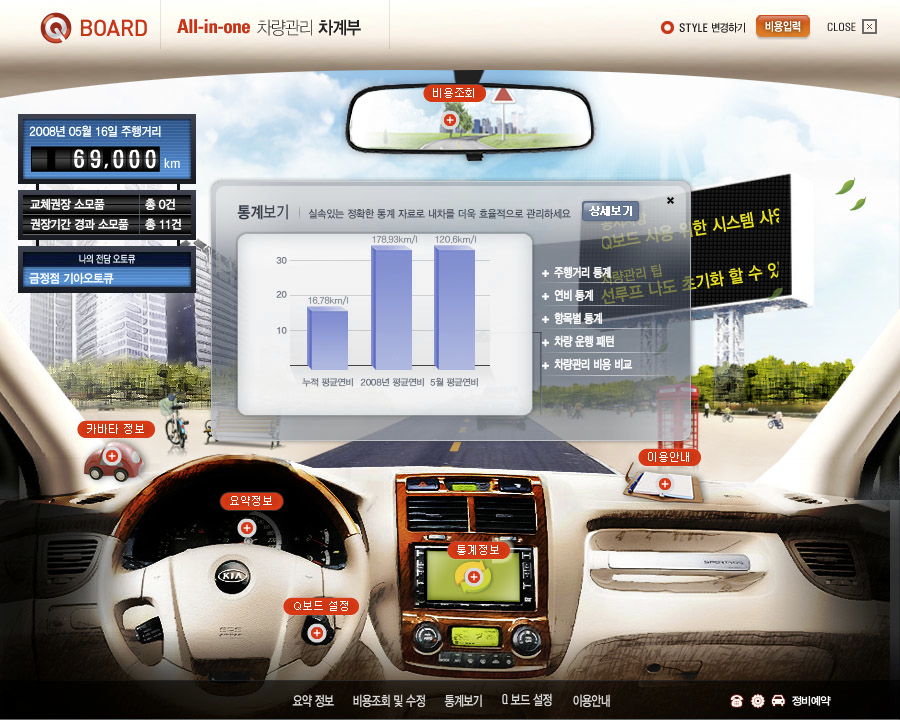 Q BOARD
All-in-one 차량관리 차계부
STYLE 변경하기
비용입력
CLOSE
비용조회
2008년 05월 16일 주행거리
69,000 km
교체권장 소모품 총 0건
권장기간 경과 소모품 총 11건
나의 전담 오토큐
금정점 기아오토큐
통계보기
실속있는 정확한 통계 자료로 내차를 더욱 효율적으로 관리하세요
상세보기
Q보드 사용 위한 시스템 사양
차량관리 팁
선루프 나도 초기화 할 수 있
30
20
10
16.78km/l
178.93km/l
120.6km/l
누적 평균연비
2008년 평균연비
5월 평균연비
주행거리 통계
연비 통계
항목별 통계
차량 운행 패턴
차량관리 비용 비교
카바타 정보
이용안내
요약정보
통계정보
KIA
SRS
SPORTAGE
Q보드 설정
요약 정보
비용조회 및 수정
통계보기
Q 보드 설정
이용안내
정비예약